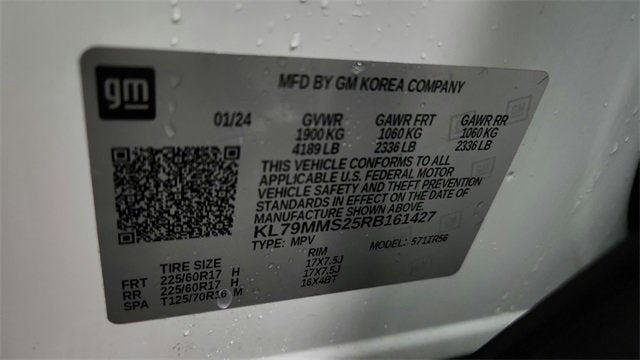 gm
MFD BY GM KOREA COMPANY
01/24 GVWR GAWR FRT GAWR RR
1900 KG 1060 KG 1060 KG
4189 LB 2336 LB 2336 LB
THIS VEHICLE CONFORMS TO ALL
APPLICABLE U.S. FEDERAL MOTOR
VEHICLE SAFETY AND THEFT PREVENTION
STANDARDS IN EFFECT ON THE DATE OF
MANUFACTURE SHOWN ABOVE.
KL79MMS25RB161427
TYPE: MPV MODEL: 571TR56
TIRE SIZE RIM
FRT 225/60R17 H 17X7.5J
RR 225/60R17 H 17X7.5J
SPA T125/70R16 M 16X4BT